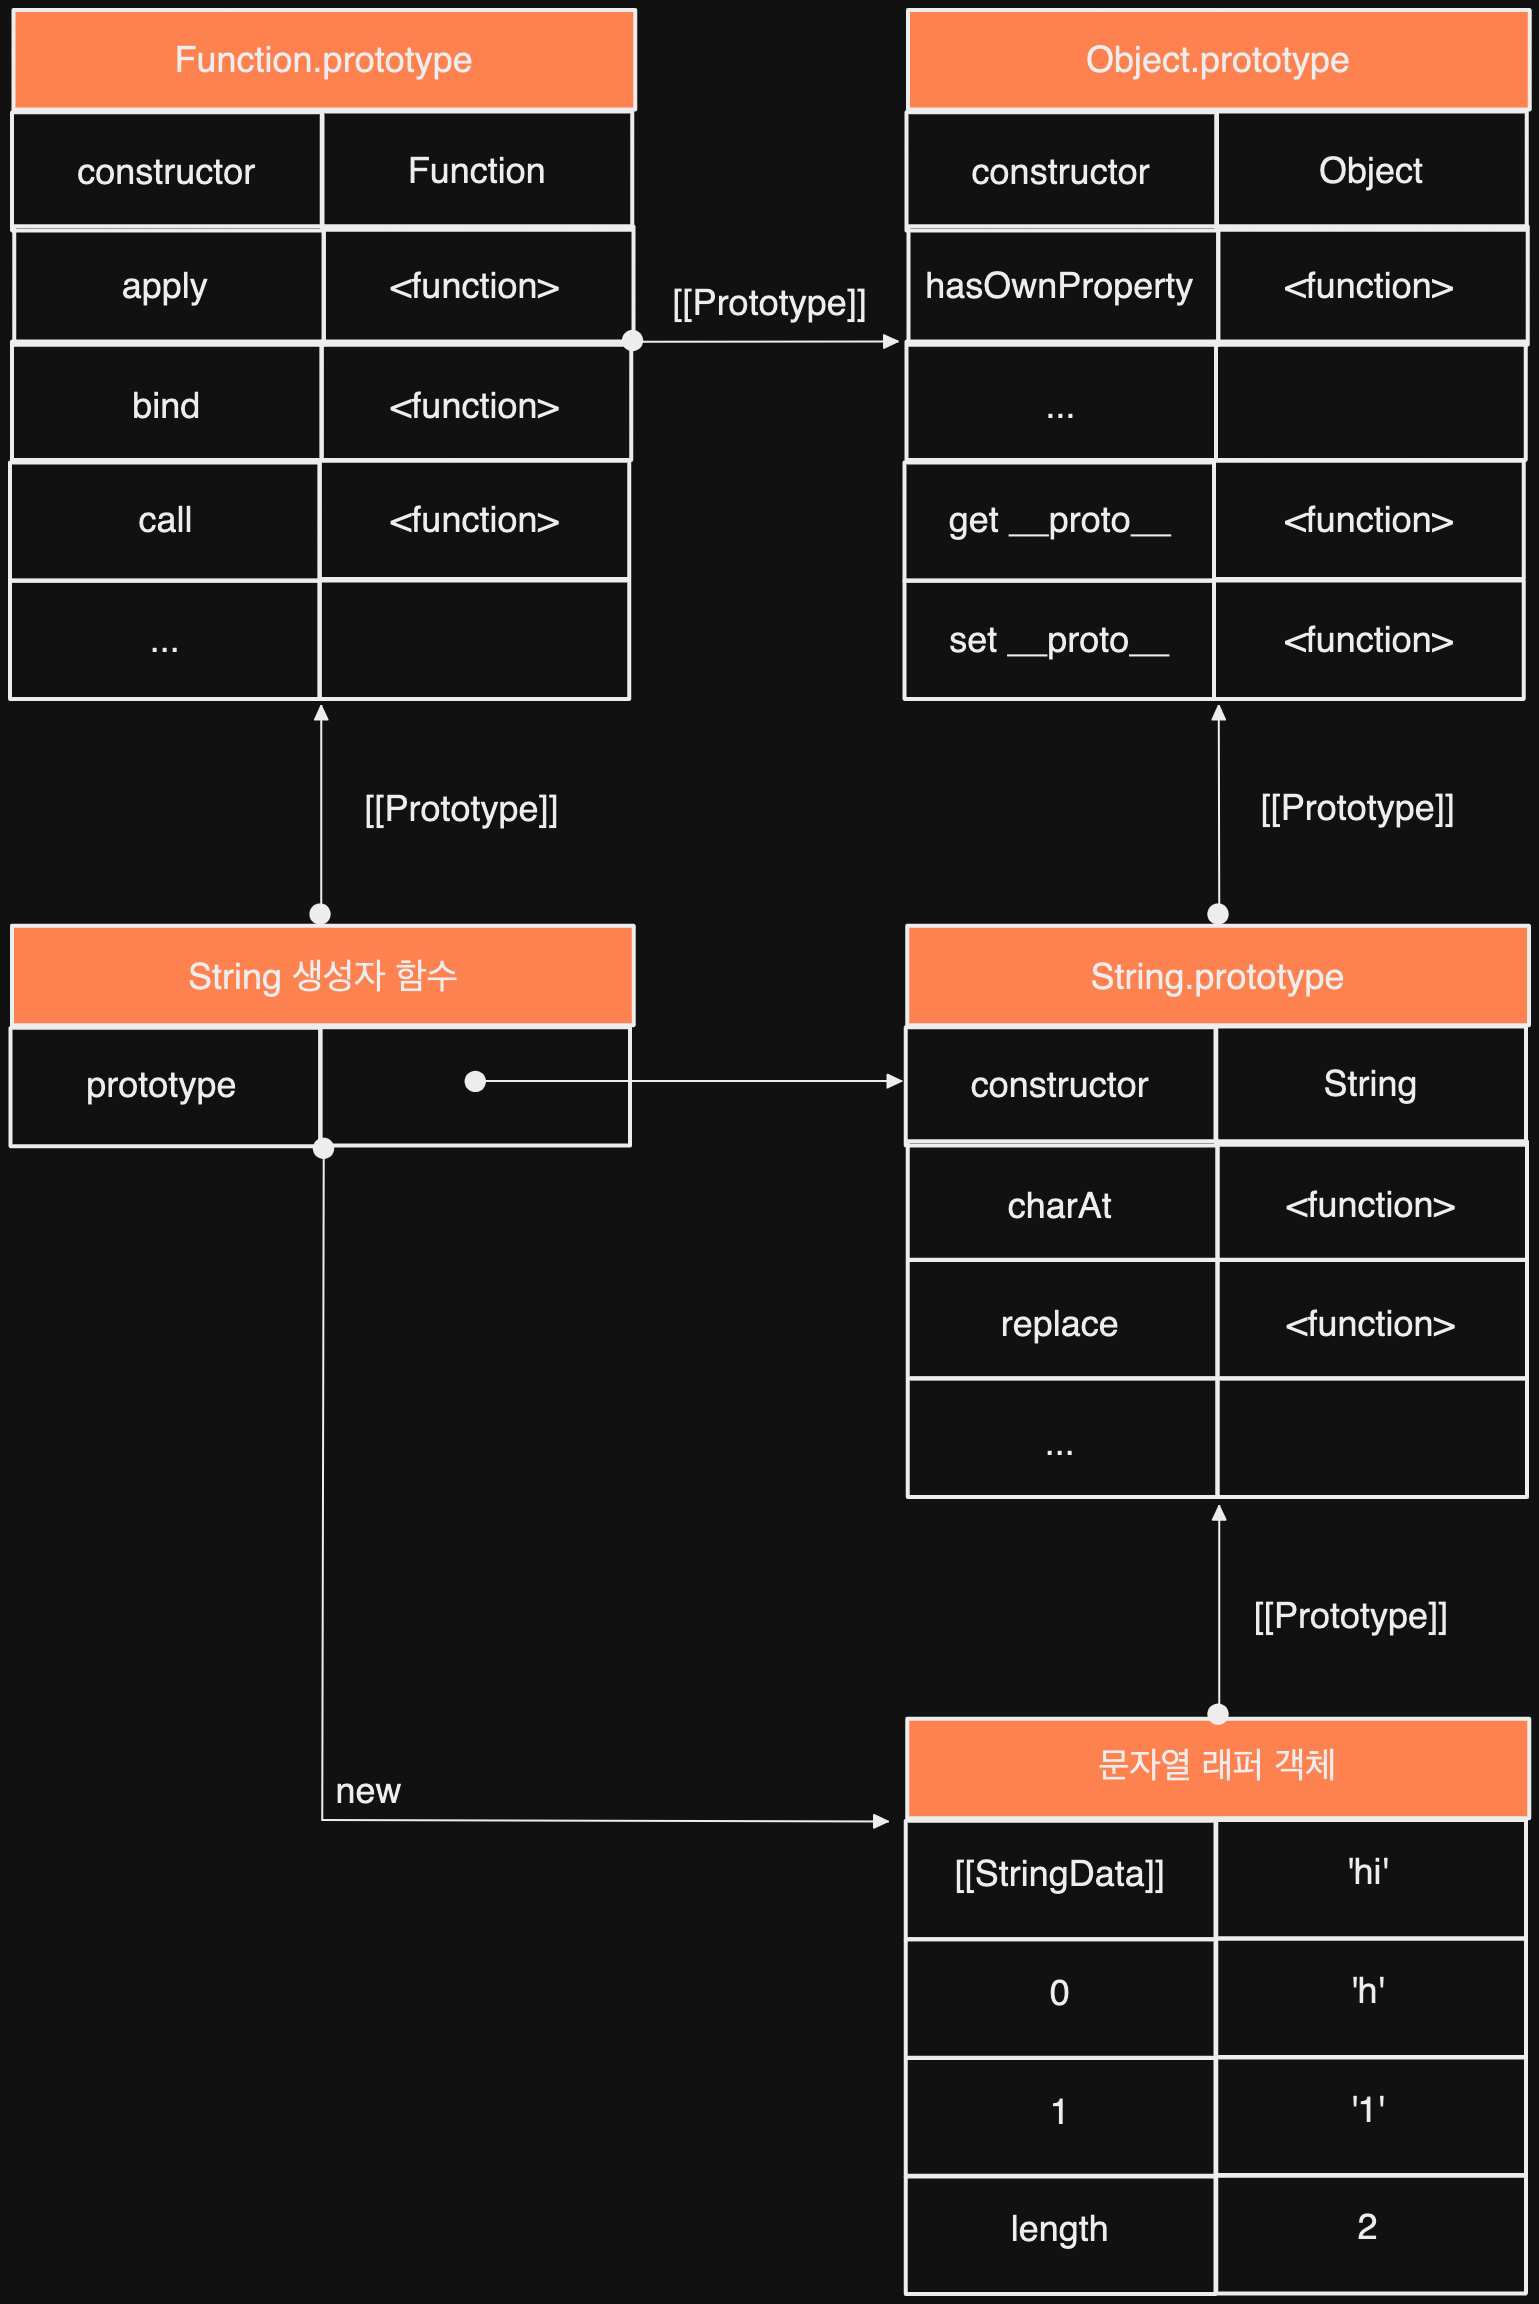 Function.prototype
constructor
Function
apply
<function>
bind
<function>
call
<function>
...
[[Prototype]]
Object.prototype
constructor
Object
hasOwnProperty
<function>
...
get __proto__
<function>
set __proto__
<function>
[[Prototype]]
[[Prototype]]
String 생성자 함수
prototype
String.prototype
constructor
String
charAt
<function>
replace
<function>
...
[[Prototype]]
new
문자열 래퍼 객체
[[StringData]]
'hi'
0
'h'
1
'1'
length
2